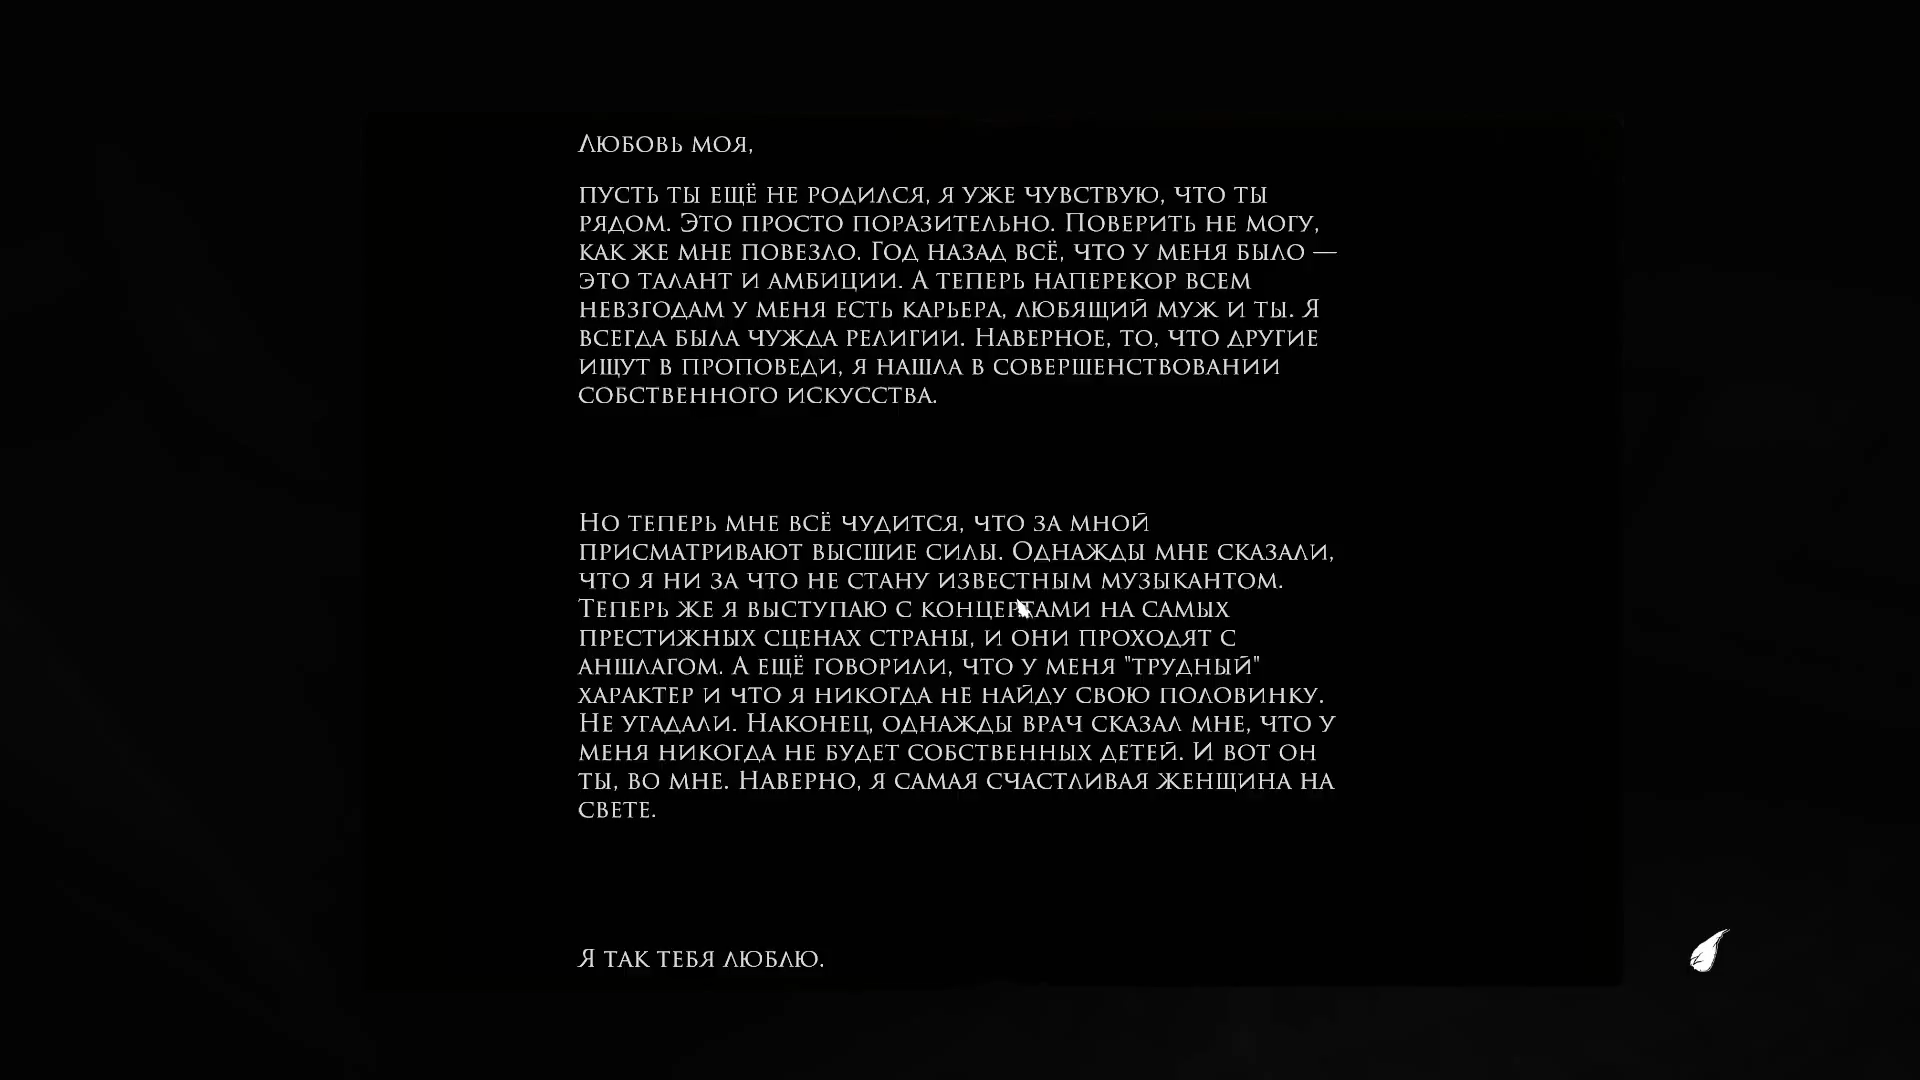 Любовь моя,
пусть ты ещё не родился, я уже чувствую, что ты
рядом. Это просто поразительно. Поверить не могу,
как же мне повезло. Год назад всё, что у меня было —
это талант и амбиции. А теперь наперекор всем
невзгодам у меня есть карьера, любящий муж и ты. Я
всегда была чужда религии. Наверное, то, что другие
ищут в проповеди, я нашла в совершенствовании
собственного искусства.
Но теперь мне всё чудится, что за мной
присматривают высшие силы. Однажды мне сказали,
что я ни за что не стану известным музыкантом.
Теперь же я выступаю с концертами на самых
престижных сценах страны, и они проходят с
аншлагом. А ещё говорили, что у меня "трудный"
характер и что я никогда не найду свою половинку.
Не угадали. Наконец, однажды врач сказал мне, что у
меня никогда не будет собственных детей. И вот он
ты, во мне. Наверно, я самая счастливая женщина на
свете.
Я так тебя люблю.